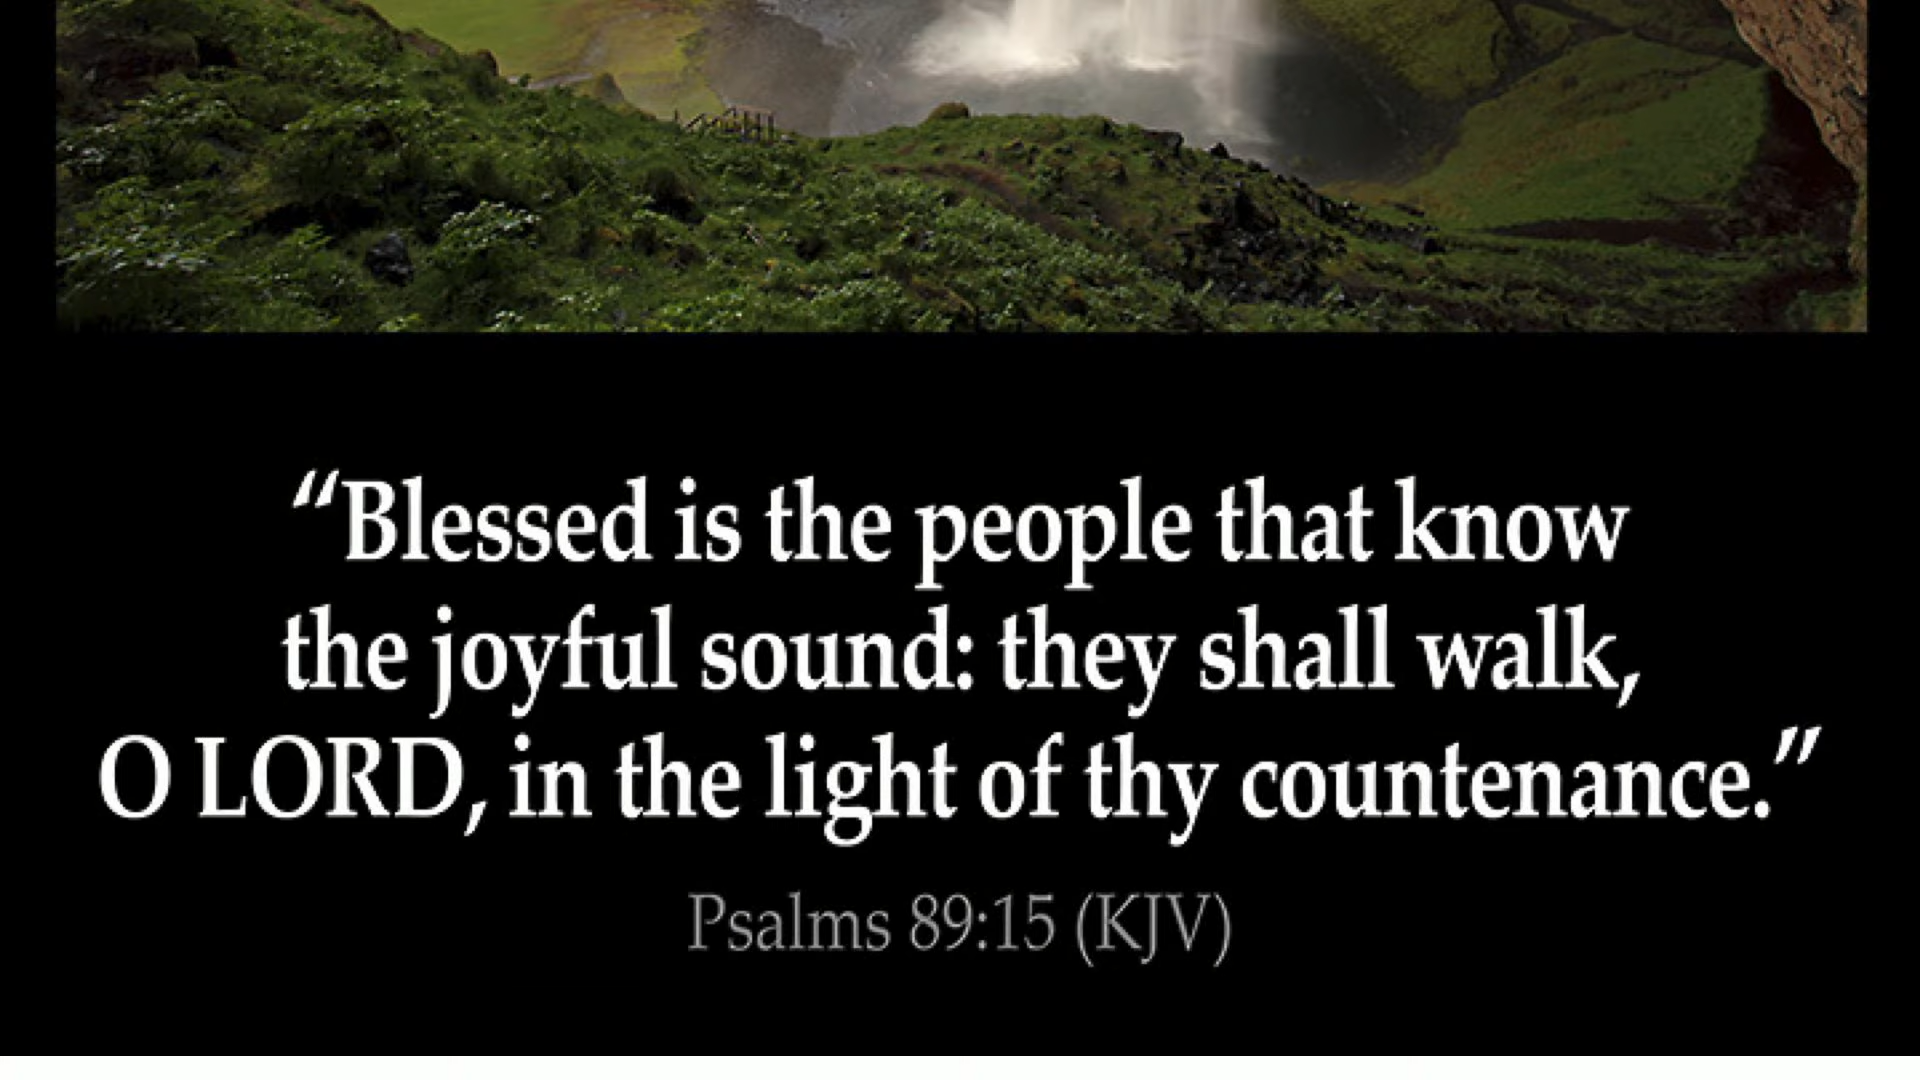 “Blessed is the people that know
the joyful sound: they shall walk,
O LORD, in the light of thy countenance.”
Psalms 89:15 (KJV)